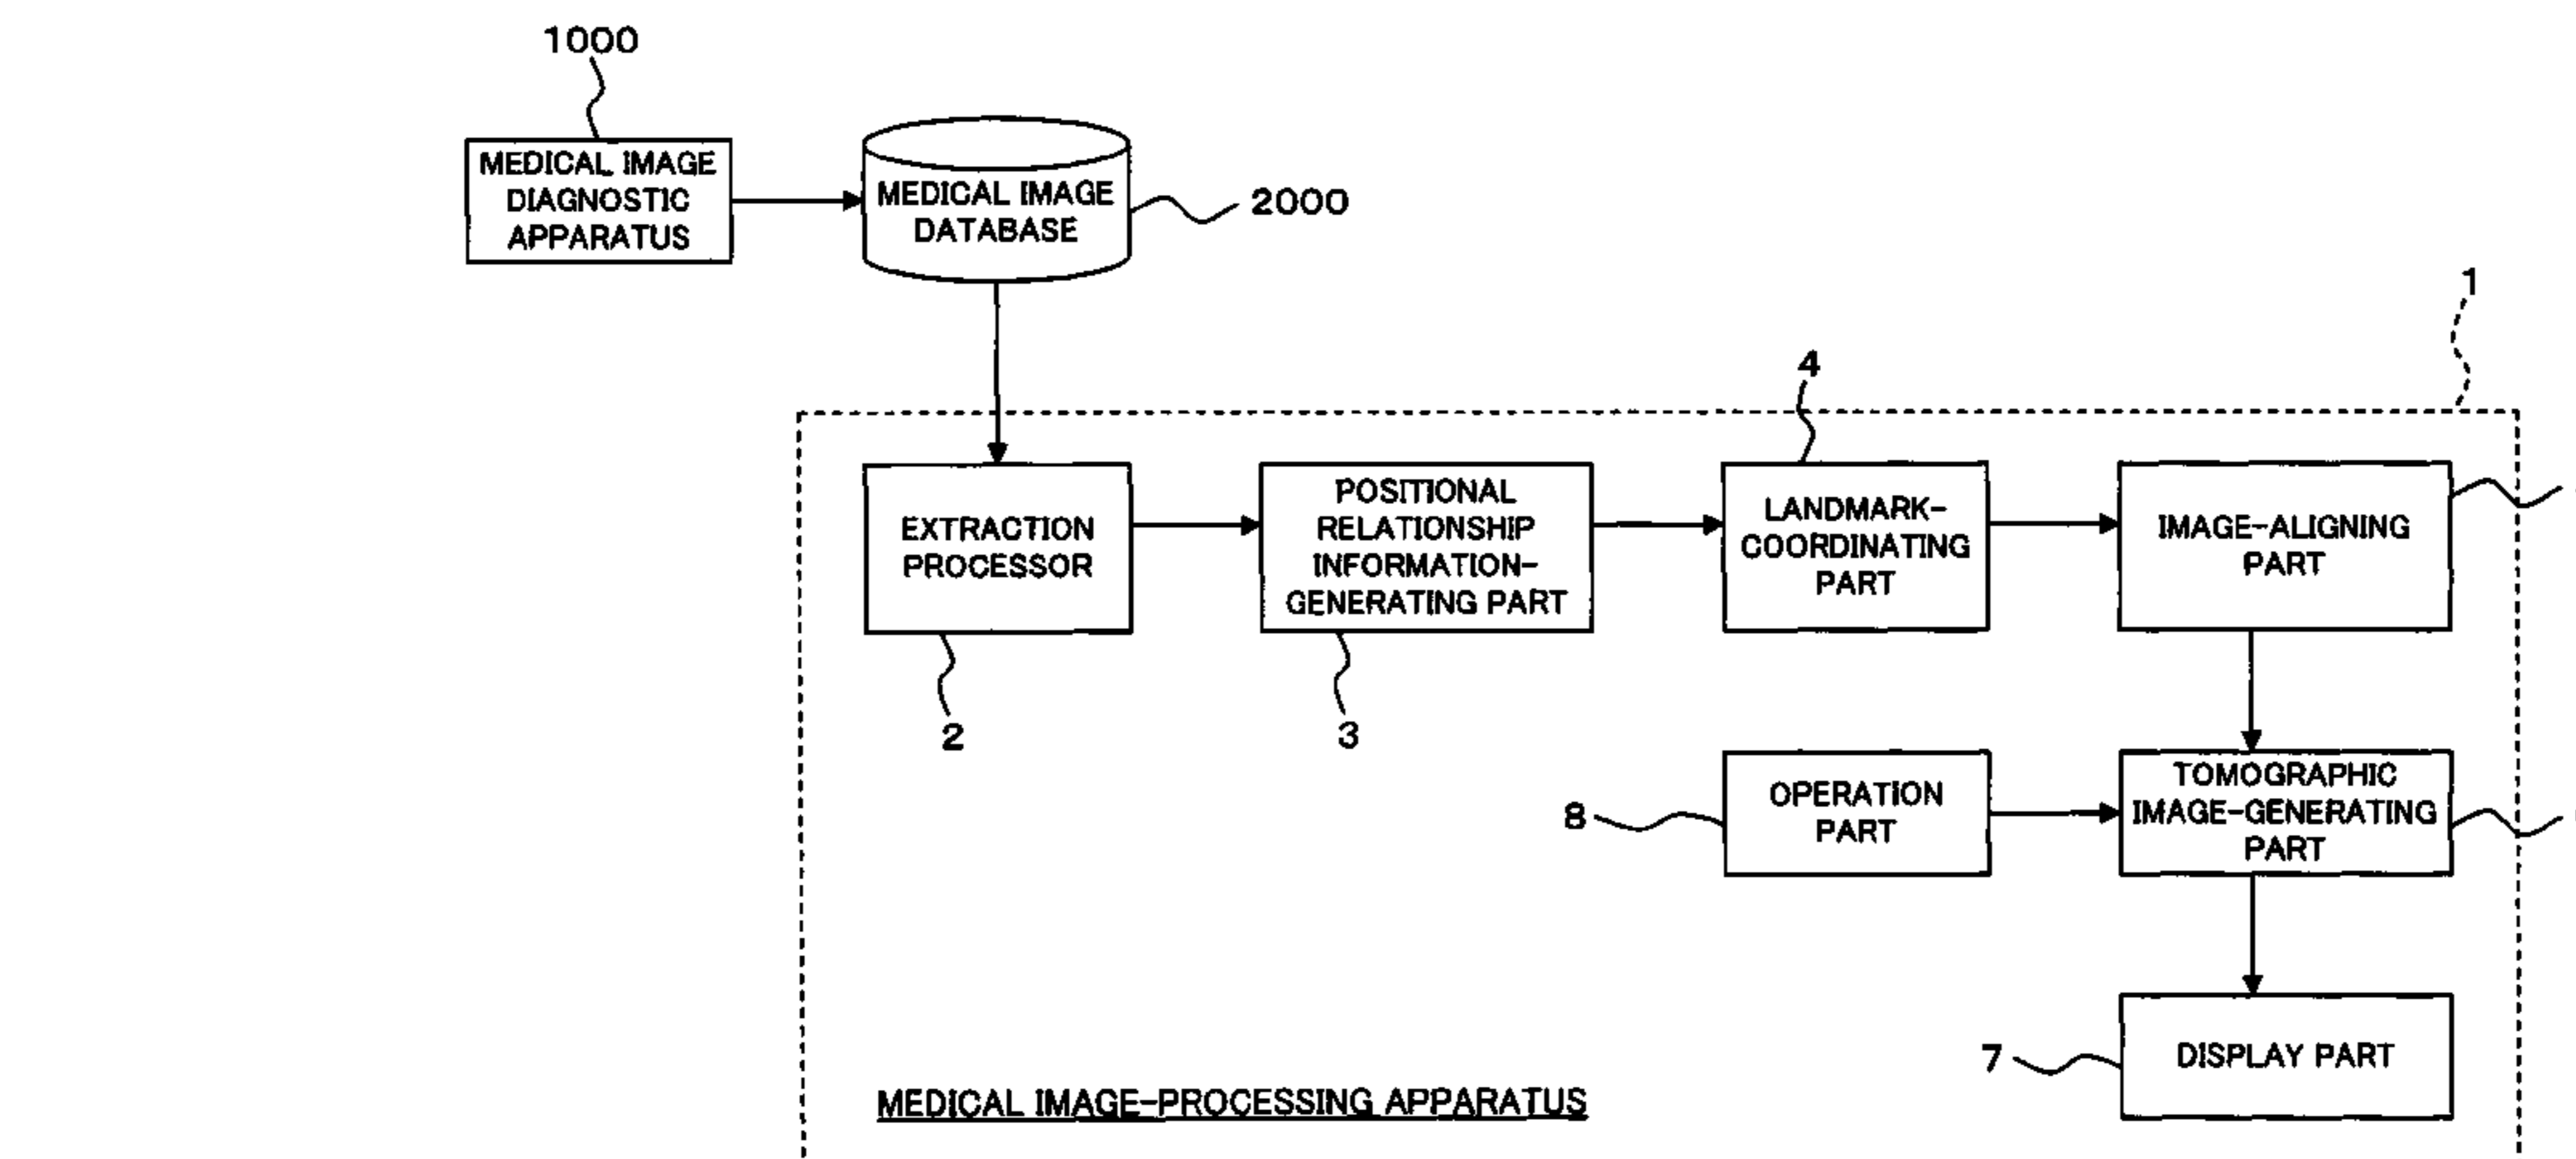 1000
MEDICAL IMAGE
DIAGNOSTIC
APPARATUS
MEDICAL IMAGE
DATABASE
2000
1
4
EXTRACTION
PROCESSOR
POSITIONAL
RELATIONSHIP
INFORMATION-
GENERATING PART
LANDMARK-
COORDINATING
PART
IMAGE-ALIGNING
PART
2
3
8
OPERATION
PART
TOMOGRAPHIC
IMAGE-GENERATING
PART
7
DISPLAY PART
MEDICAL IMAGE-PROCESSING APPARATUS